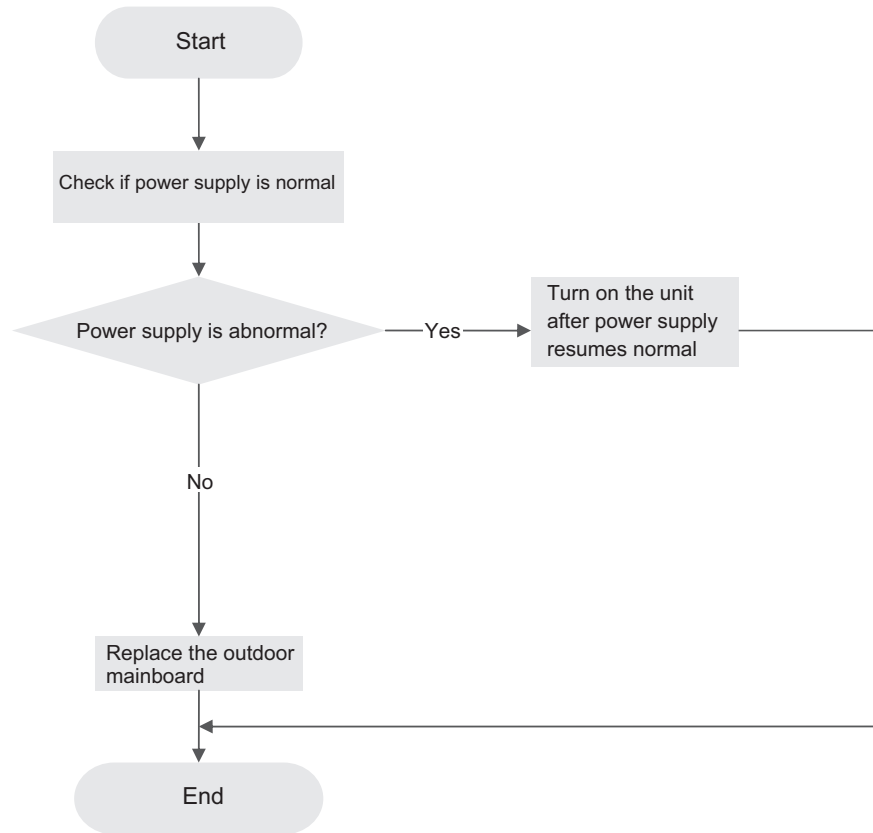 Start
Check if power supply is normal
Power supply is abnormal?
Yes
Turn on the unit
after power supply
resumes normal
No
Replace the outdoor
mainboard
End